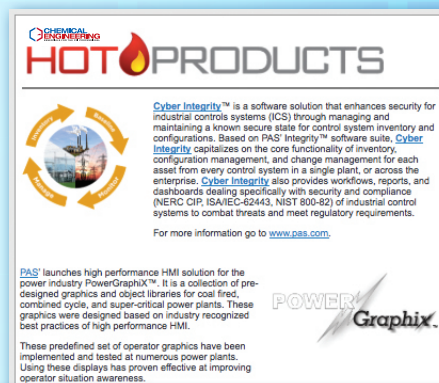 CHEMICAL
ENGINEERING
HOT PRODUCTS
Cyber Integrity™ is a software solution that enhances security for
industrial controls systems (ICS) through managing and
maintaining a known secure state for control system inventory and
configurations. Based on PAS' Integrity™ software suite, Cyber
Integrity capitalizes on the core functionality of inventory,
configuration management, and change management for each
asset from every control system in a single plant, or across the
enterprise. Cyber Integrity also provides workflows, reports, and
dashboards dealing specifically with security and compliance
(NERC CIP, ISA/IEC-62443, NIST 800-82) of industrial control
systems to combat threats and meet regulatory requirements.
For more information go to www.pas.com.
Inventory
Baseline
Manage
Monitor
PAS' launches high performance HMI solution for the
power industry PowerGraphiX™. It is a collection of pre-
designed graphics and object libraries for coal fired,
combined cycle, and super-critical power plants. These
graphics were designed based on industry recognized
best practices of high performance HMI.
These predefined set of operator graphics have been
implemented and tested at numerous power plants.
Using these displays has proven effective at improving
operator situation awareness.
POWER
Graphix™